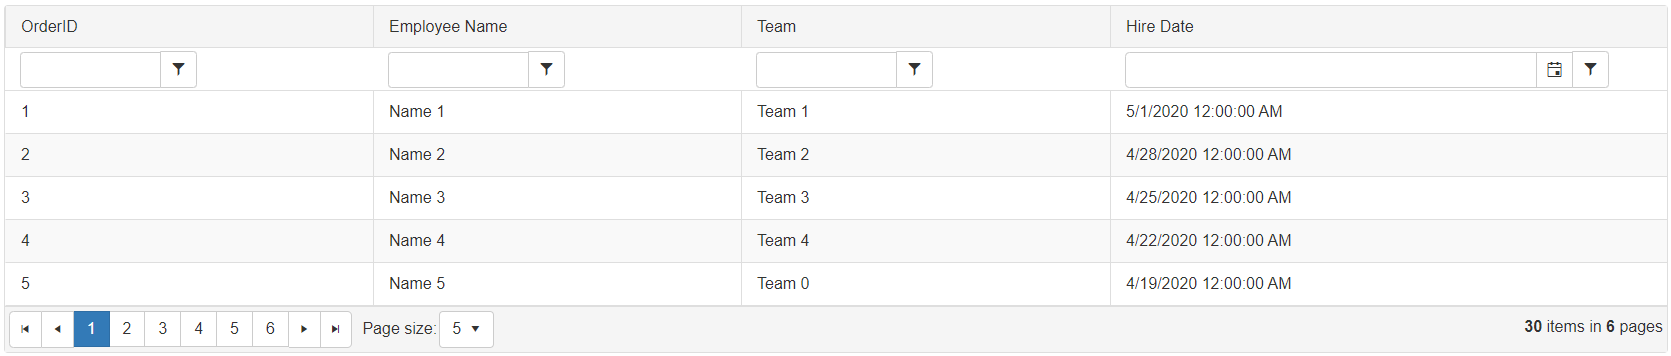 OrderID Employee Name Team Hire Date
1 Name 1 Team 1 5/1/2020 12:00:00 AM
2 Name 2 Team 2 4/28/2020 12:00:00 AM
3 Name 3 Team 3 4/25/2020 12:00:00 AM
4 Name 4 Team 4 4/22/2020 12:00:00 AM
5 Name 5 Team 0 4/19/2020 12:00:00 AM
1 2 3 4 5 6 Page size: 5 30 items in 6 pages